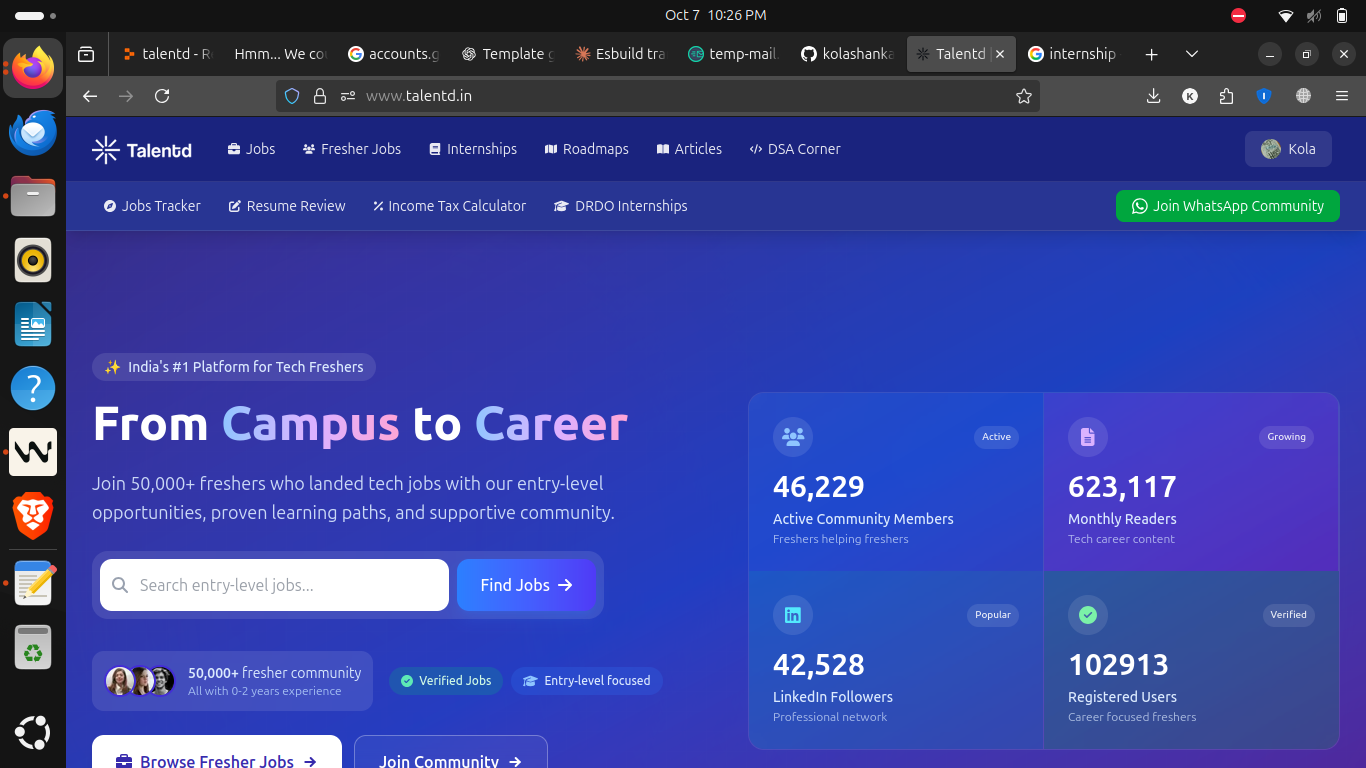 Oct 7 10:26 PM
talentd - R
Hmm... We cou
accounts.g
Template g
Esbuild tra
temp-mail.
kolashanka
Talentd |
internship
www.talentd.in
K
Talentd
Jobs
Fresher Jobs
Internships
Roadmaps
Articles
DSA Corner
Kola
Jobs Tracker
Resume Review
Income Tax Calculator
DRDO Internships
Join WhatsApp Community
✨ India's #1 Platform for Tech Freshers
From Campus to Career
Join 50,000+ freshers who landed tech jobs with our entry-level
opportunities, proven learning paths, and supportive community.
Search entry-level jobs...
Find Jobs →
50,000+ fresher community
All with 0-2 years experience
Verified Jobs
Entry-level focused
Browse Fresher Jobs →
Join Community →
Active
46,229
Active Community Members
Freshers helping freshers
Growing
623,117
Monthly Readers
Tech career content
Popular
42,528
LinkedIn Followers
Professional network
Verified
102913
Registered Users
Career focused freshers